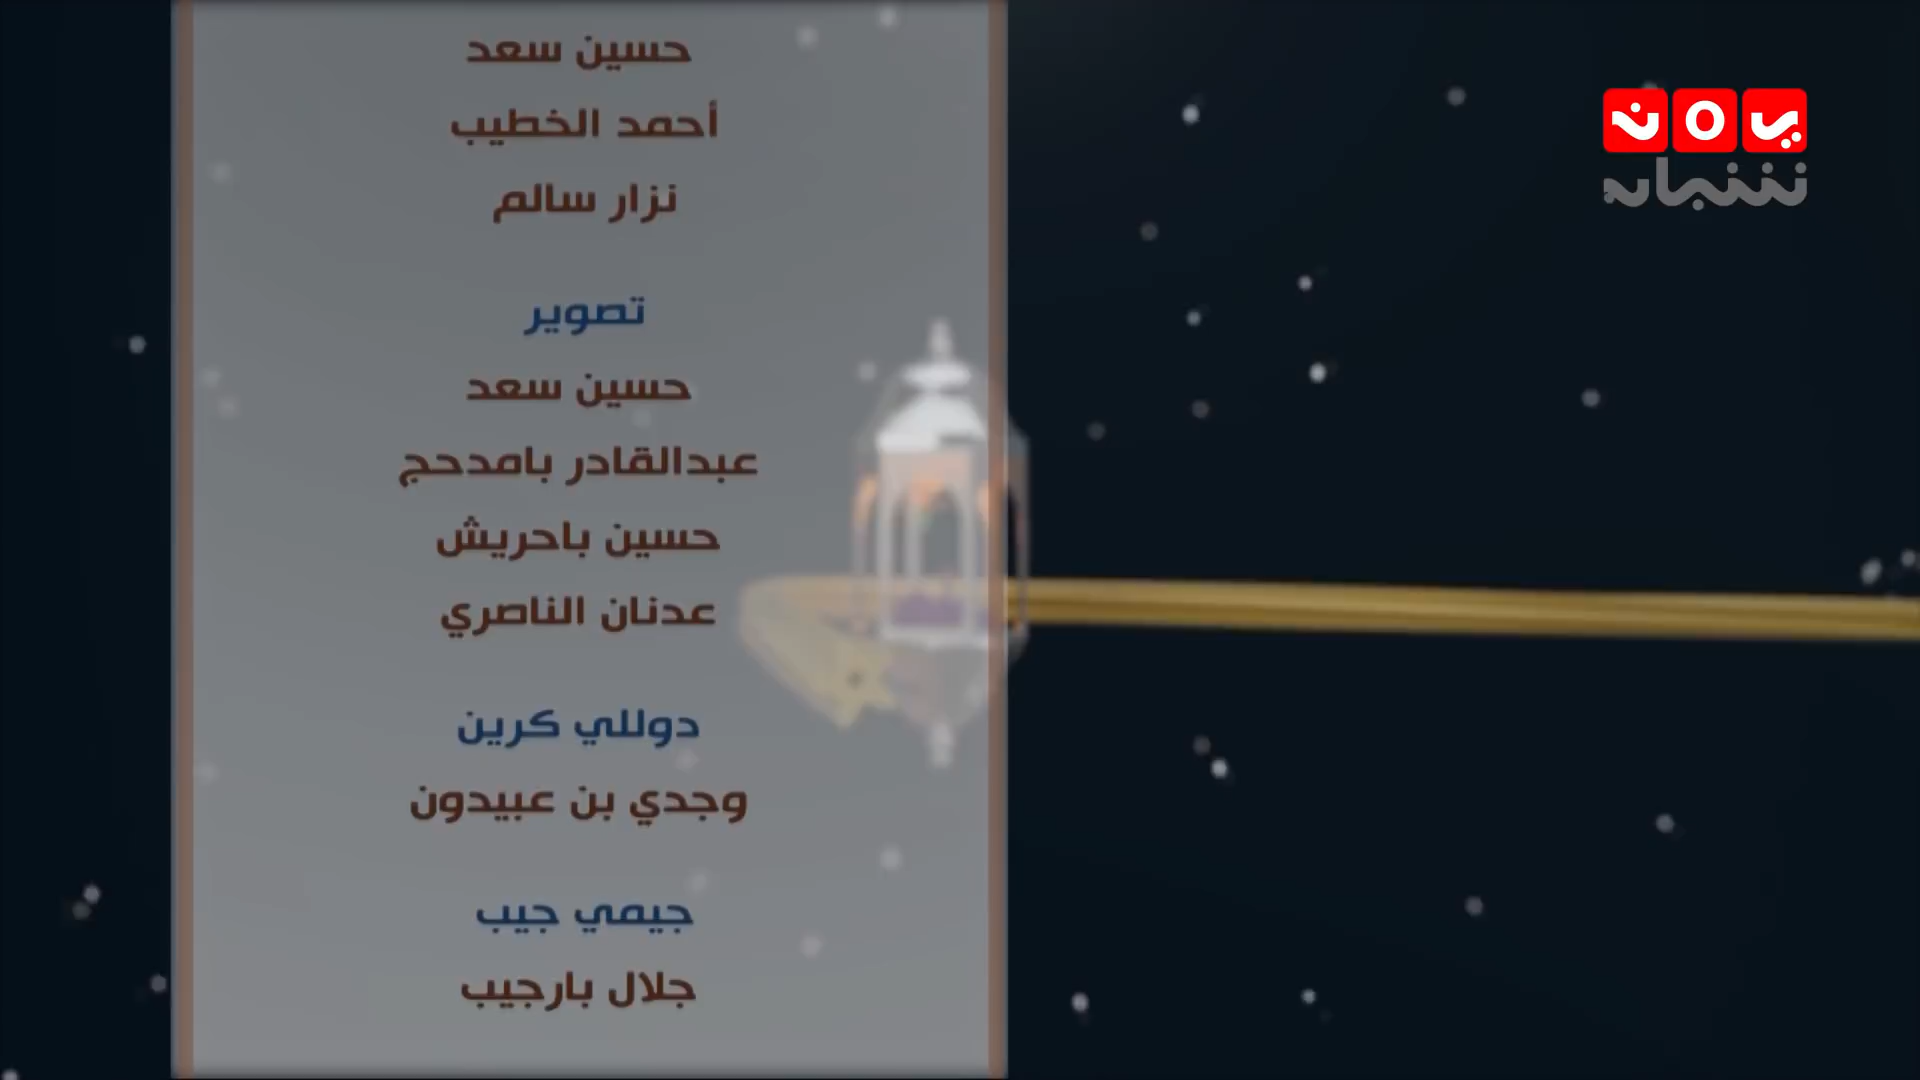 حسين سعد
أحمد الخطيب
نزار سالم
تصوير
حسين سعد
عبدالقادر بامدحج
حسين باحريش
عدنان الناصري
دوللي كرين
وجدي بن عبيدون
جيمي جيب
جلال بارجيب
يمن
شباب